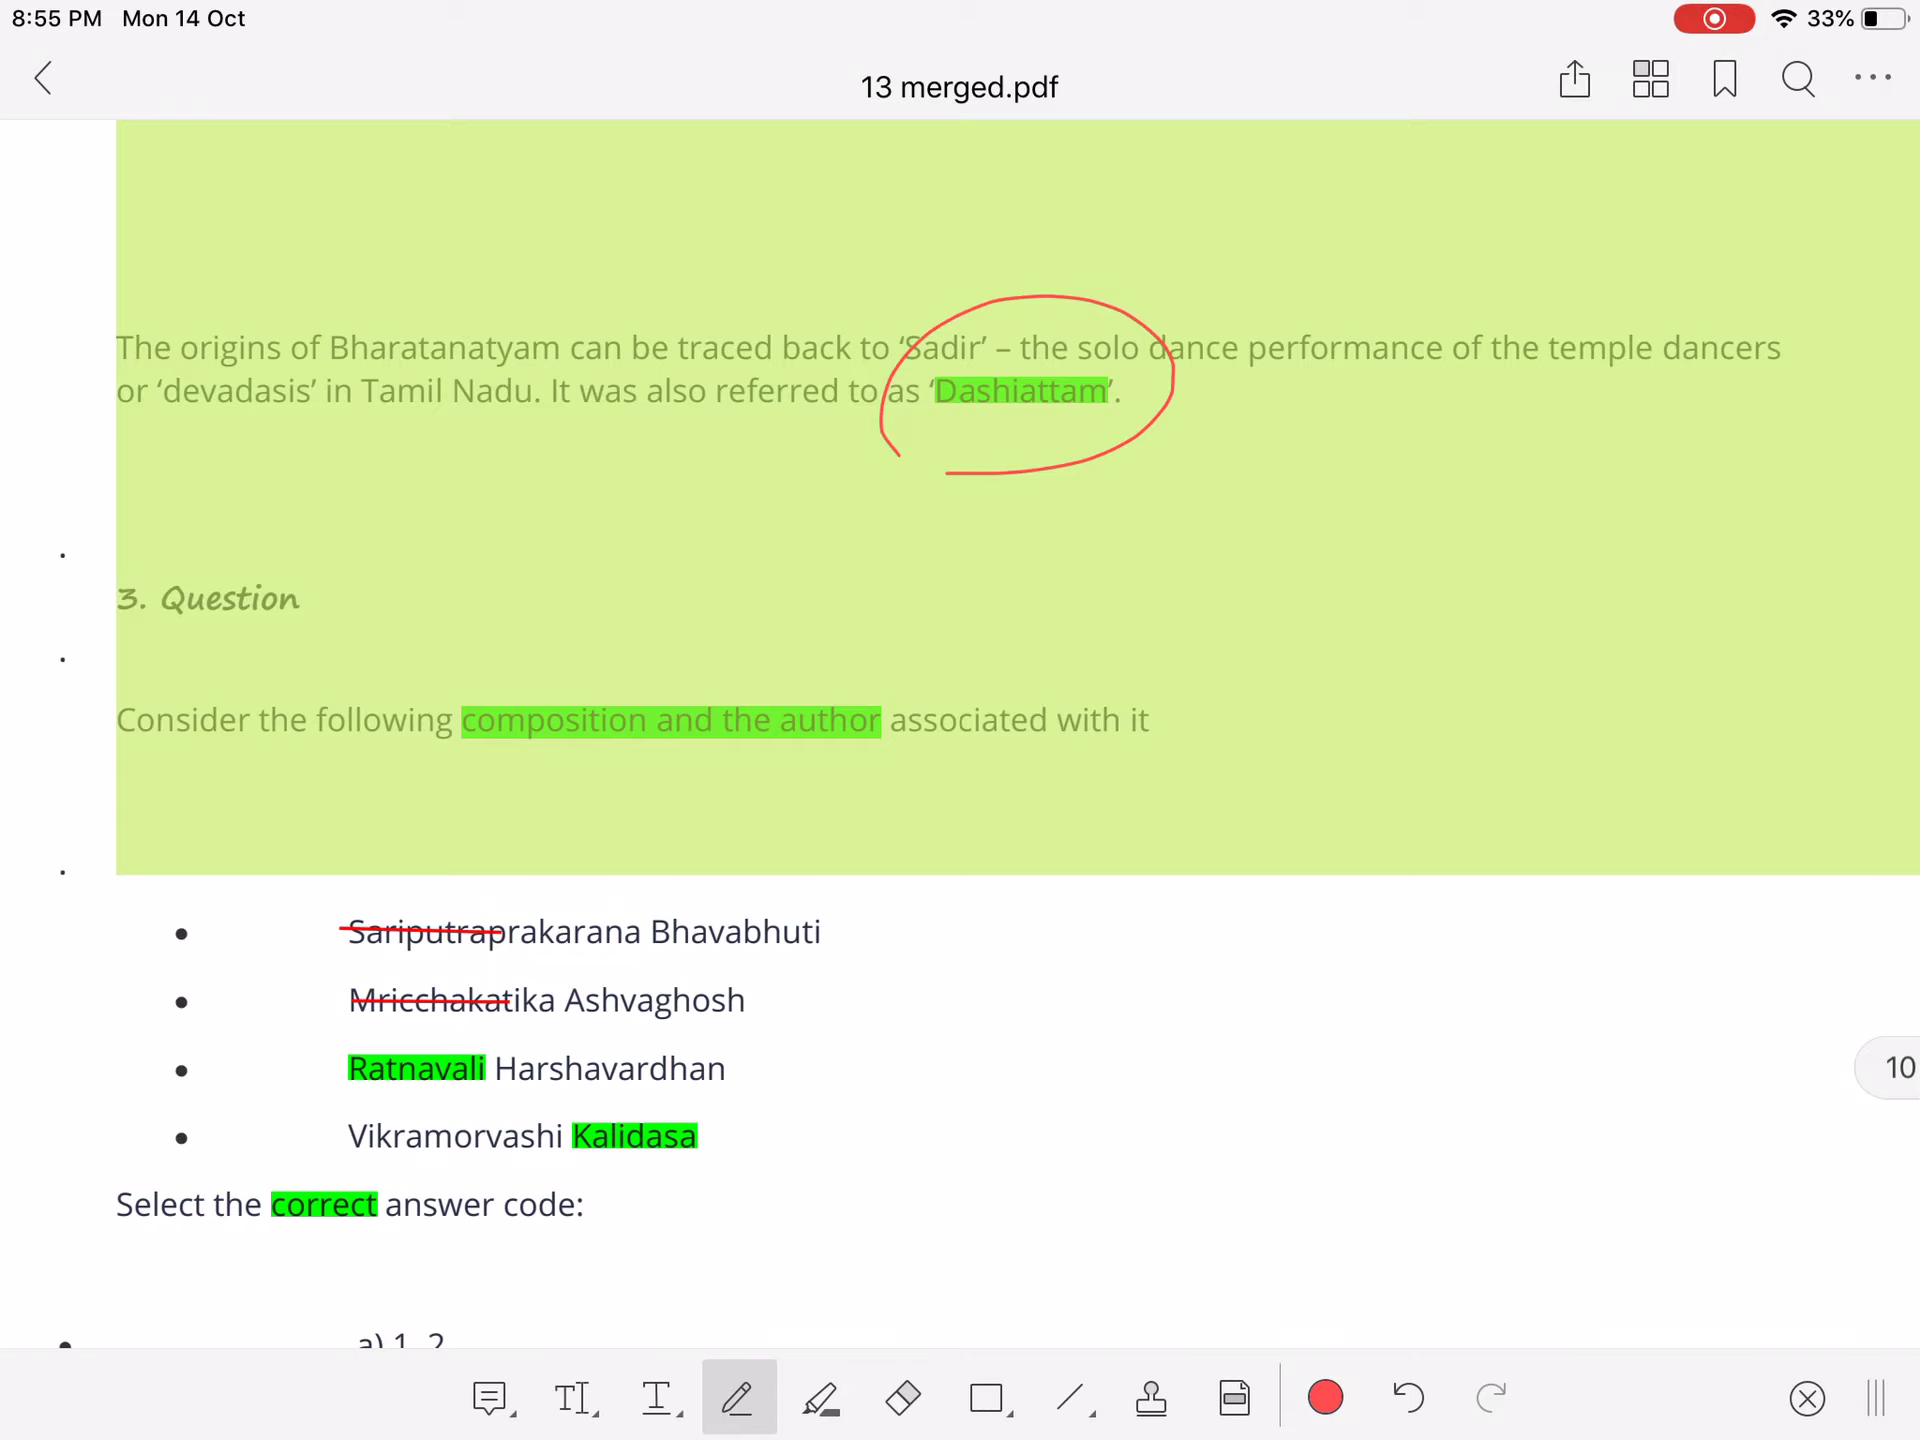 8:55 PM Mon 14 Oct
33%
13 merged.pdf
The origins of Bharatanatyam can be traced back to ‘Sadir’ – the solo dance performance of the temple dancers
or ‘devadasis’ in Tamil Nadu. It was also referred to as ‘Dashiattam’.
3. Question
Consider the following composition and the author associated with it
• Sariputraprakarana Bhavabhuti
• Mricchakatika Ashvaghosh
• Ratnavali Harshavardhan
10
• Vikramorvashi Kalidasa
Select the correct answer code:
• a) 1, 2